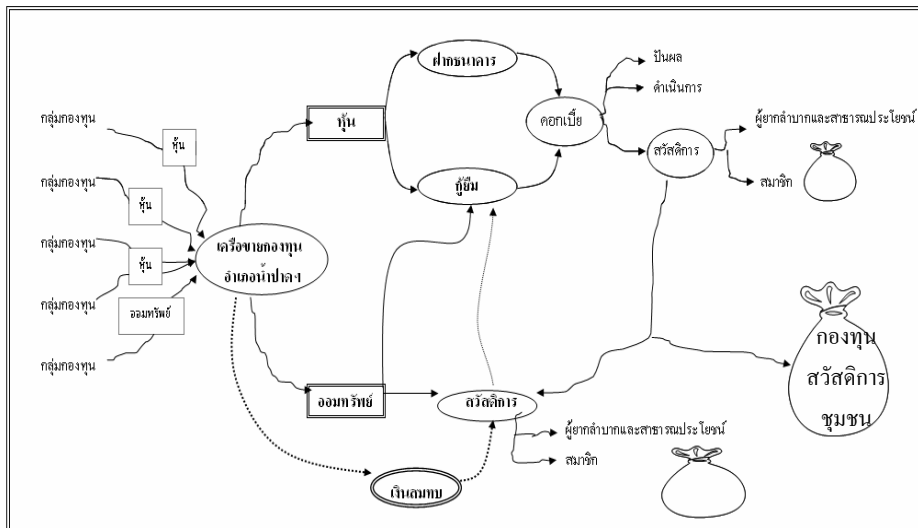 กลุ่มกองทุน
หุ้น
กลุ่มกองทุน
หุ้น
กลุ่มกองทุน
หุ้น
กลุ่มกองทุน
ออมทรัพย์
กลุ่มกองทุน
เครือข่ายกองทุน
อำเภอน้ำปาดฯ
หุ้น
ฝากธนาคาร
กู้ยืม
ดอกเบี้ย
ปันผล
ดำเนินการ
สวัสดิการ
ผู้ยากลำบากและสาธารณประโยชน์
สมาชิก
ออมทรัพย์
สวัสดิการ
ผู้ยากลำบากและสาธารณประโยชน์
สมาชิก
เงินสมทบ
กองทุน
สวัสดิการ
ชุมชน